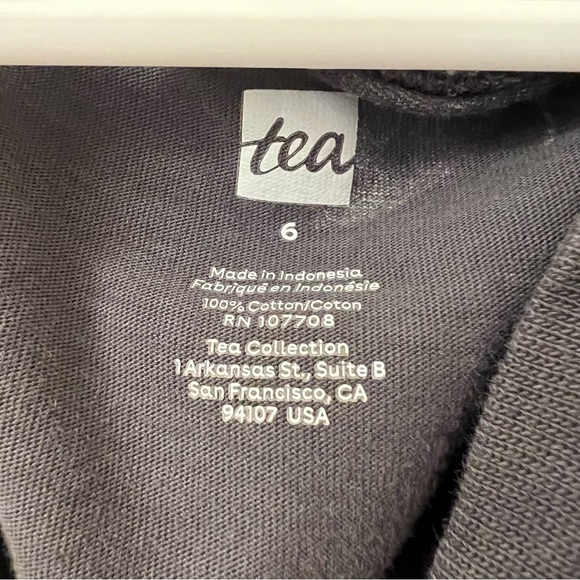 tea
6
Made in Indonesia
Fabriqué en Indonésie
100% Cotton/Coton
RN 107708
Tea Collection
1 Arkansas St., Suite B
San Francisco, CA
94107 USA